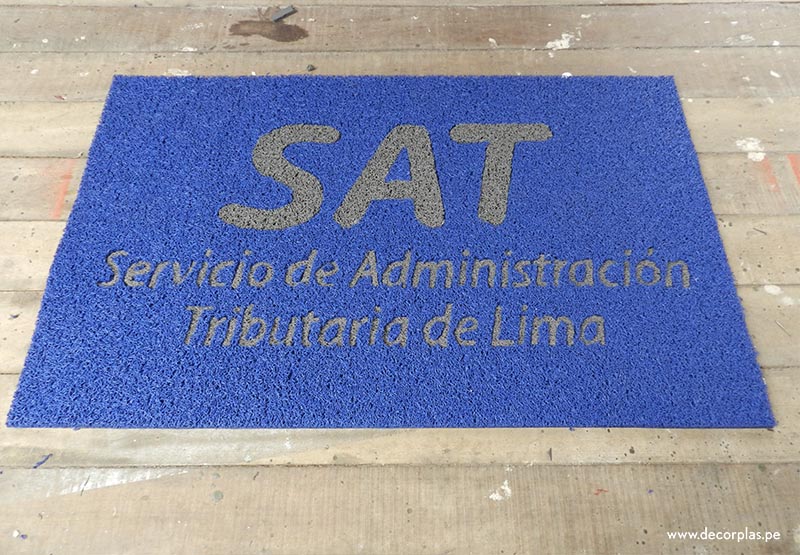 SAT
Servicio de Administración
Tributaria de Lima
www.decorplas.pe